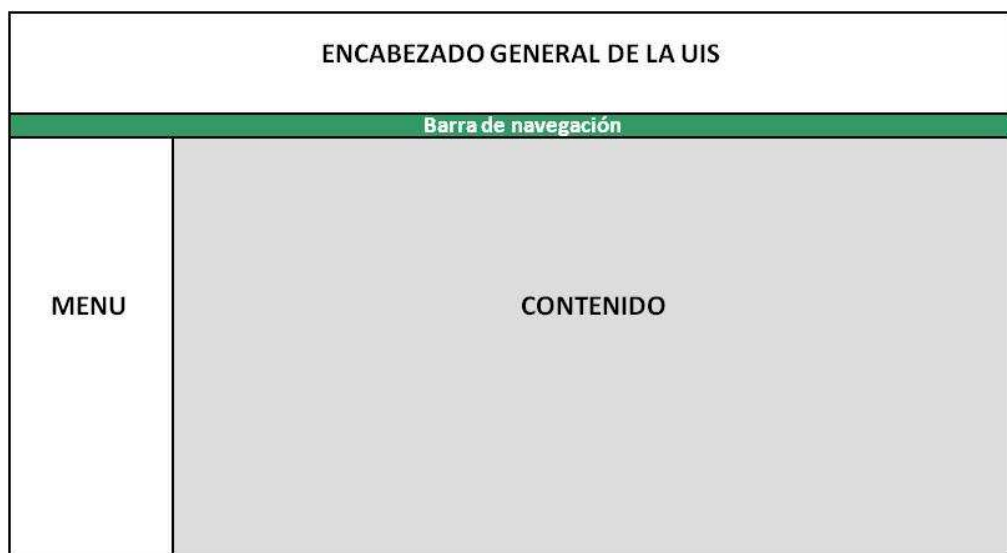 ENCABEZADO GENERAL DE LA UIS
Barra de navegación
MENU
CONTENIDO